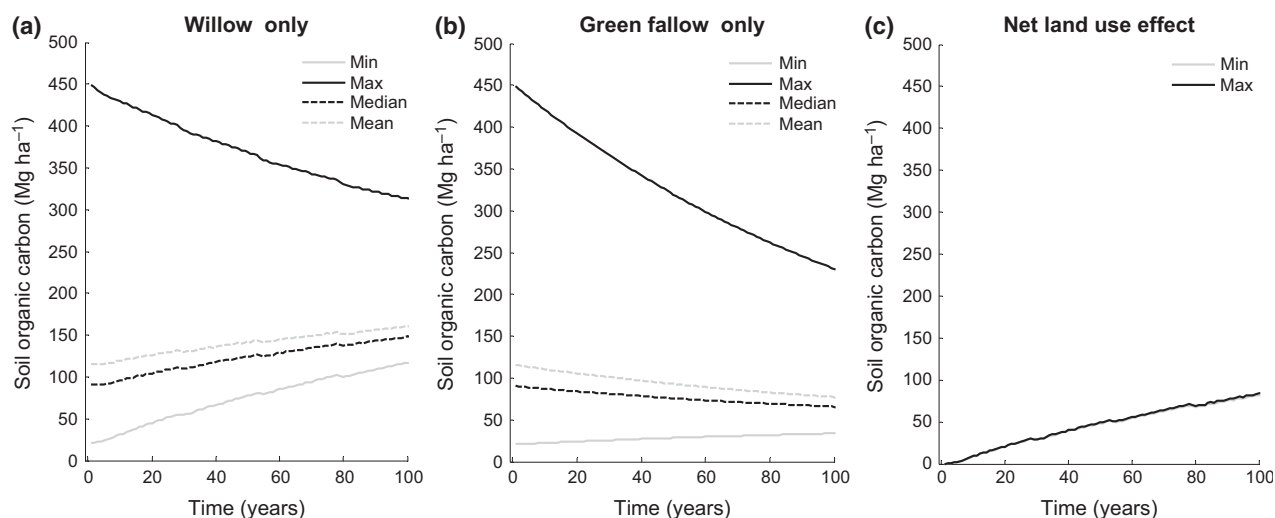 (a)
Willow only
Soil organic carbon (Mg ha⁻¹)
500
450
400
350
300
250
200
150
100
50
0
Min
Max
Median
Mean
0 20 40 60 80 100
Time (years)
(b)
Green fallow only
Soil organic carbon (Mg ha⁻¹)
500
450
400
350
300
250
200
150
100
50
0
Min
Max
Median
Mean
0 20 40 60 80 100
Time (years)
(c)
Net land use effect
Soil organic carbon (Mg ha⁻¹)
500
450
400
350
300
250
200
150
100
50
0
Min
Max
0 20 40 60 80 100
Time (years)